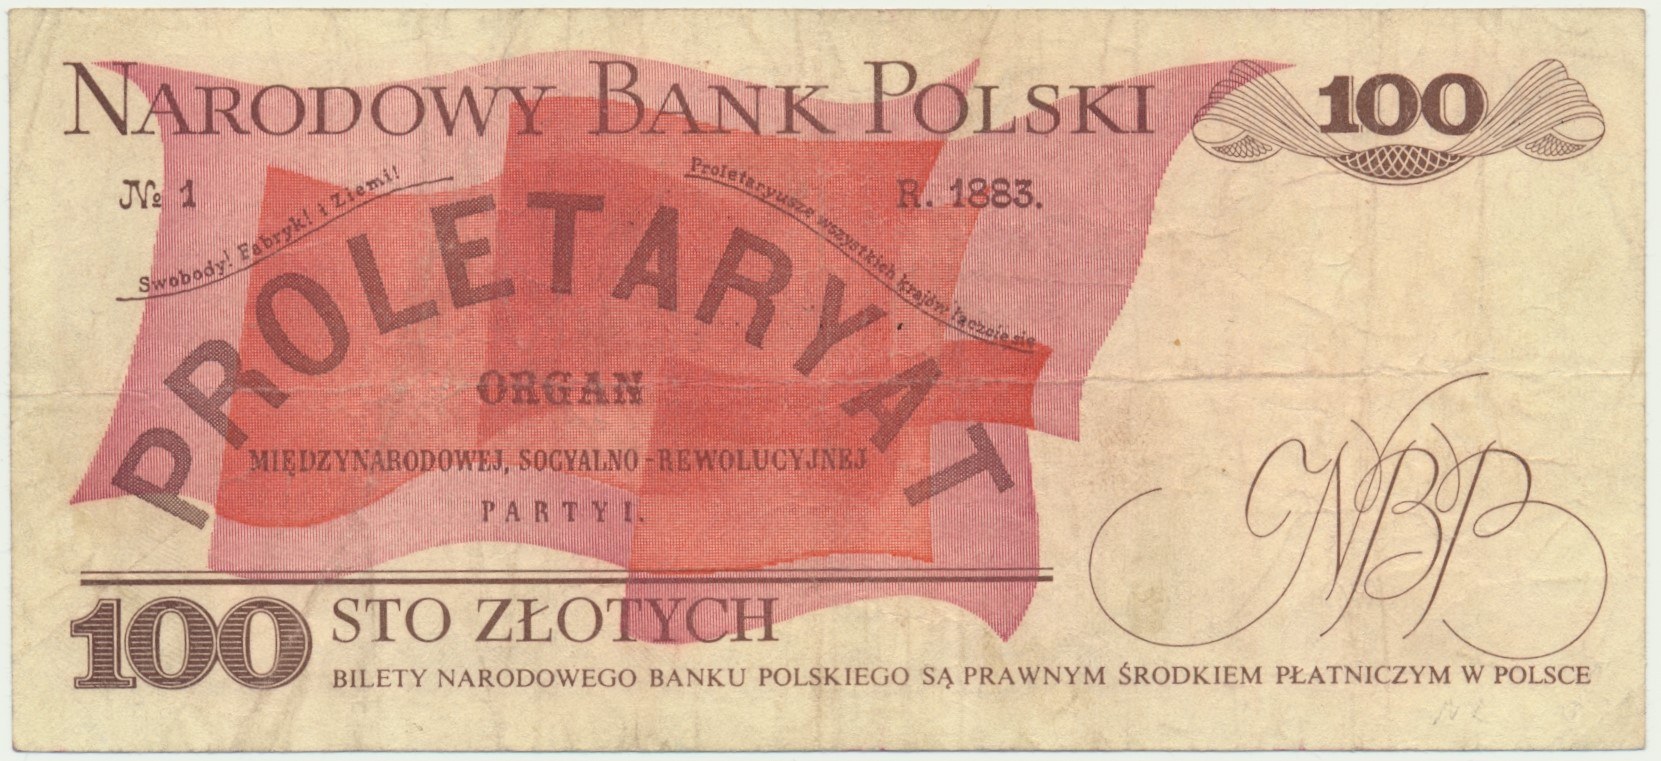 NARODOWY BANK POLSKI
100
№ 1
Swobody! Fabryk! i Ziemi!
Proletaryusze wszystkich krajów łączcie się
R. 1883.
PROLETARYAT
ORGAN
MIĘDZYNARODOWEJ, SOCYALNO-REWOLUCYJNEJ
PARTYI.
NBP
100
STO ZŁOTYCH
BILETY NARODOWEGO BANKU POLSKIEGO SĄ PRAWNYM ŚRODKIEM PŁATNICZYM W POLSCE